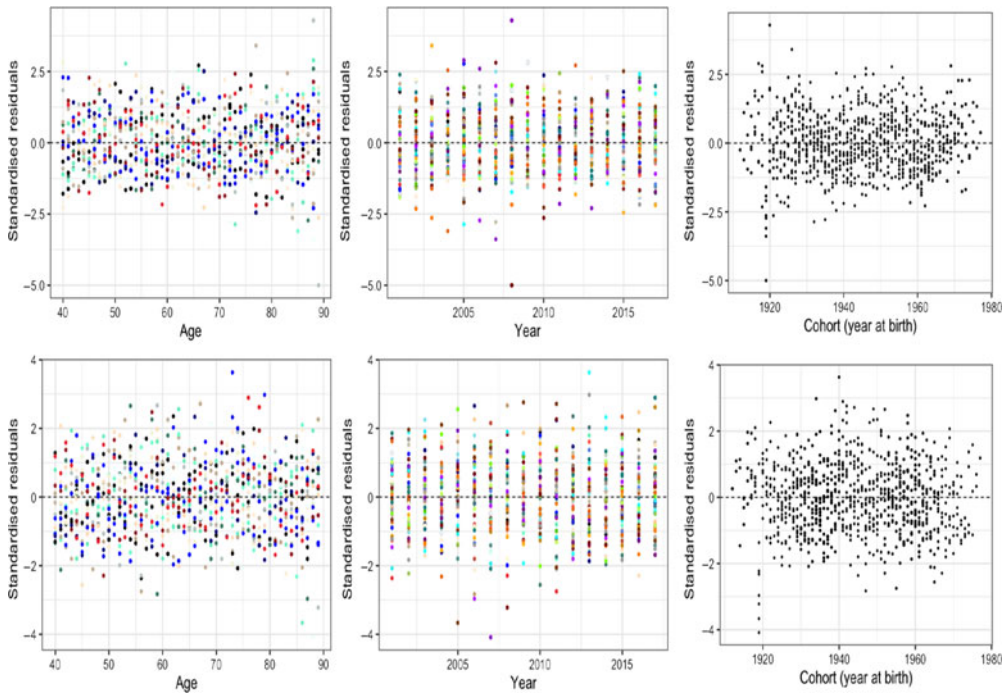 Standardised residuals
2.5
0.0
−2.5
−5.0
40 50 60 70 80 90
Age
Standardised residuals
2.5
0.0
−2.5
−5.0
2005 2010 2015
Year
Standardised residuals
2.5
0.0
−2.5
−5.0
1920 1940 1960 1980
Cohort (year at birth)
Standardised residuals
4
2
0
−2
−4
40 50 60 70 80 90
Age
Standardised residuals
4
2
0
−2
−4
2005 2010 2015
Year
Standardised residuals
4
2
0
−2
−4
1920 1940 1960 1980
Cohort (year at birth)